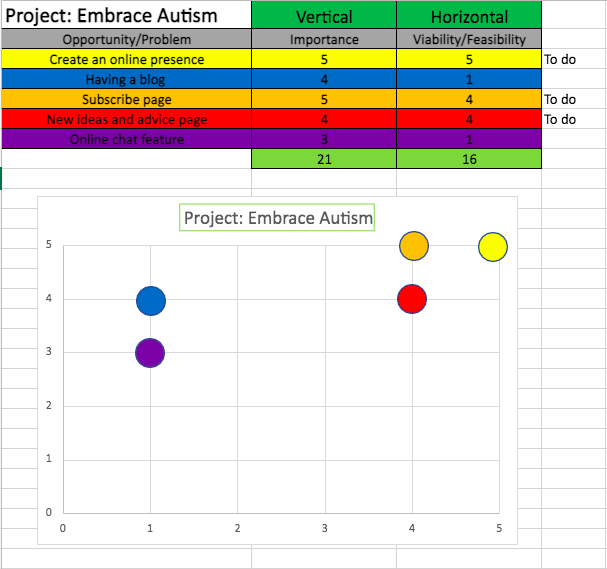 Project: Embrace Autism Vertical Horizontal
Opportunity/Problem Importance Viability/Feasibility
Create an online presence 5 5 To do
Having a blog 4 1
Subscribe page 5 4 To do
New ideas and advice page 4 4 To do
Online chat feature 3 1
21 16
Project: Embrace Autism
5
4
3
2
1
0
0 1 2 3 4 5